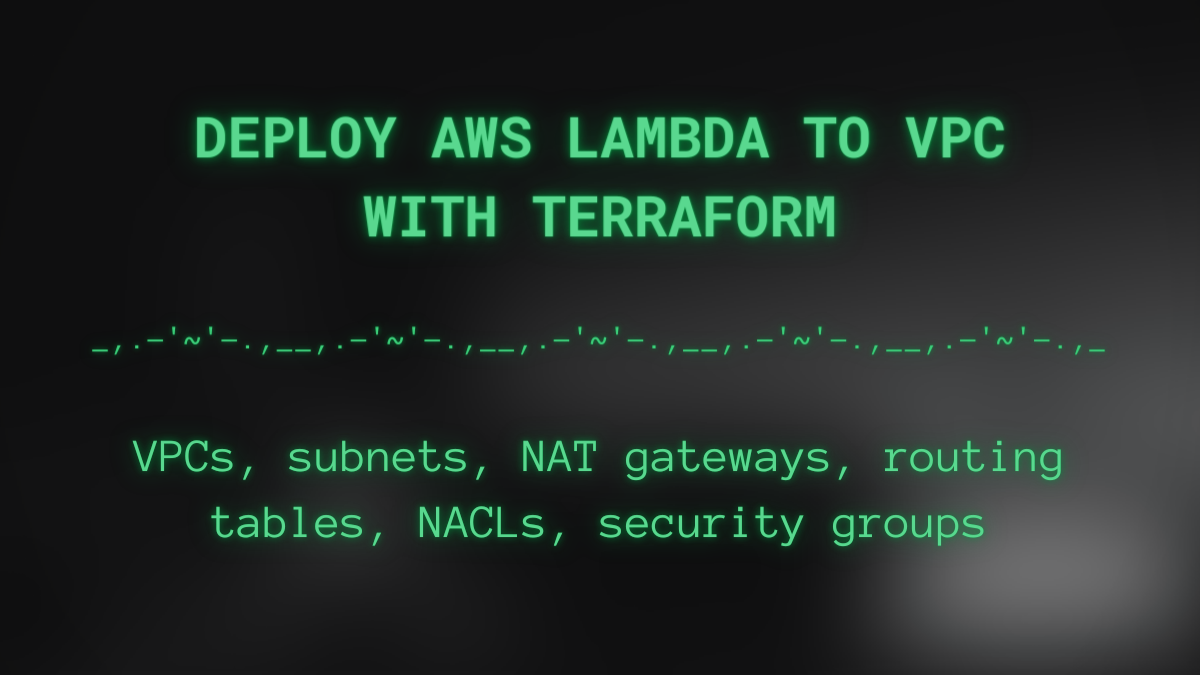 DEPLOY AWS LAMBDA TO VPC
WITH TERRAFORM
_,.-'~'-.,__,.-'~'-.,__,.-'~'-.,__,.-'~'-.,__,.-'~'-.,_
VPCs, subnets, NAT gateways, routing
tables, NACLs, security groups